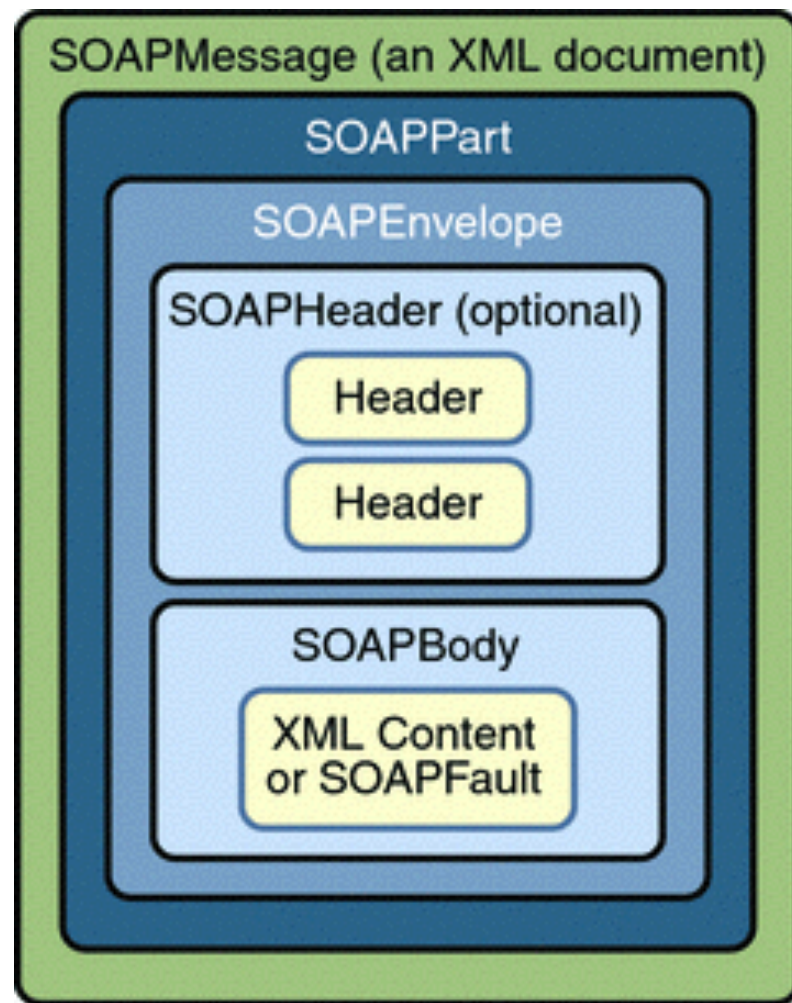 SOAPMessage (an XML document)
SOAPPart
SOAPEnvelope
SOAPHeader (optional)
Header
Header
SOAPBody
XML Content
or SOAPFault